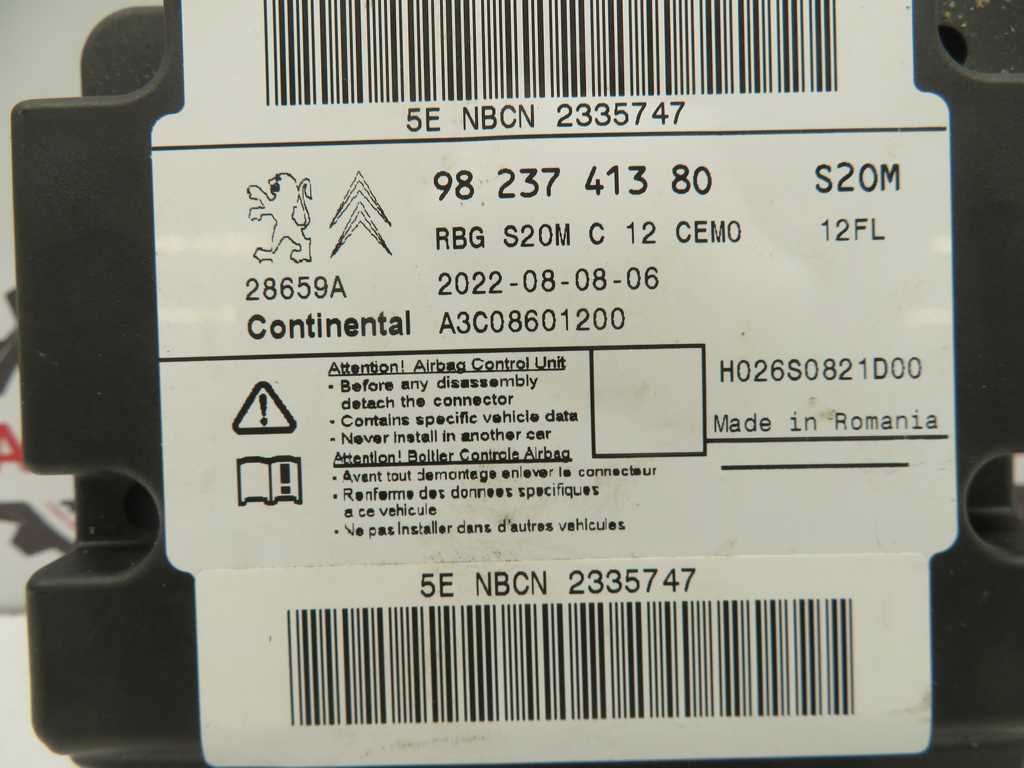 5E NBCN 2335747
98 237 413 80 S20M
RBG S20M C 12 CEM0 12FL
28659A 2022-08-08-06
Continental A3C08601200
Attention! Airbag Control Unit
- Before any disassembly
detach the connector
- Contains specific vehicle data
- Never install in another car
Attention! Boîtier Controle Airbag
- Avant tout demontage enlever le connecteur
- Renferme des données specifiques
a ce vehicule
- Ne pas installer dans d'autres vehicules
H026S0821D00
Made in Romania
5E NBCN 2335747